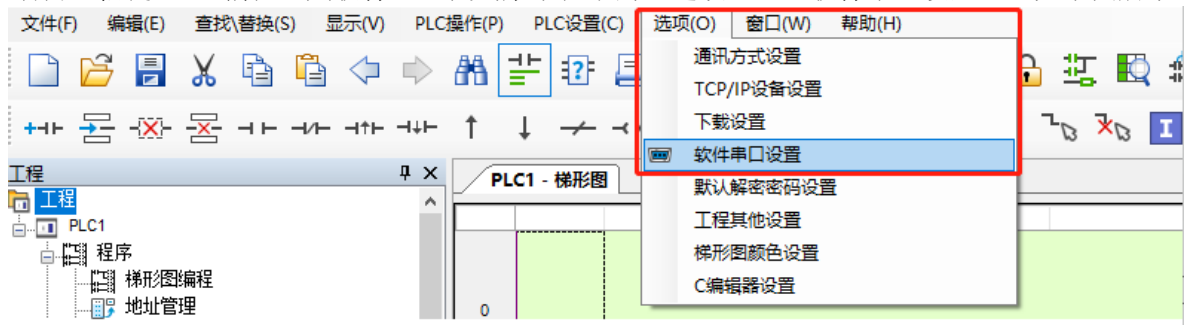 文件(F) 编辑(E) 查找\替换(S) 显示(V) PLC操作(P) PLC设置(C) 选项(O) 窗口(W) 帮助(H)
通讯方式设置
TCP/IP设备设置
下载设置
软件串口设置
默认解密密码设置
工程其他设置
梯形图颜色设置
C编辑器设置
工程
工程
PLC1
程序
梯形图编程
地址管理
PLC1 - 梯形图
0